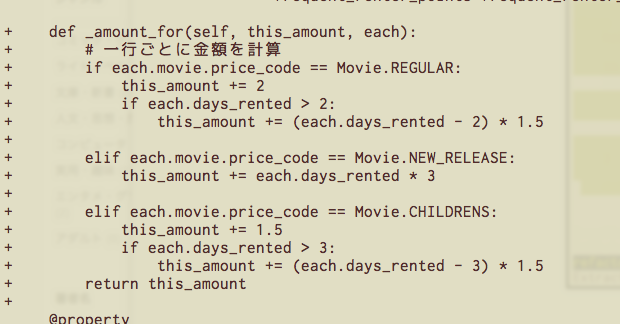 +    def _amount_for(self, this_amount, each):
+        # 一行ごとに金額を計算
+        if each.movie.price_code == Movie.REGULAR:
+            this_amount += 2
+            if each.days_rented > 2:
+                this_amount += (each.days_rented - 2) * 1.5
+
+        elif each.movie.price_code == Movie.NEW_RELEASE:
+            this_amount += each.days_rented * 3
+
+        elif each.movie.price_code == Movie.CHILDRENS:
+            this_amount += 1.5
+            if each.days_rented > 3:
+                this_amount += (each.days_rented - 3) * 1.5
+        return this_amount
+
     @property